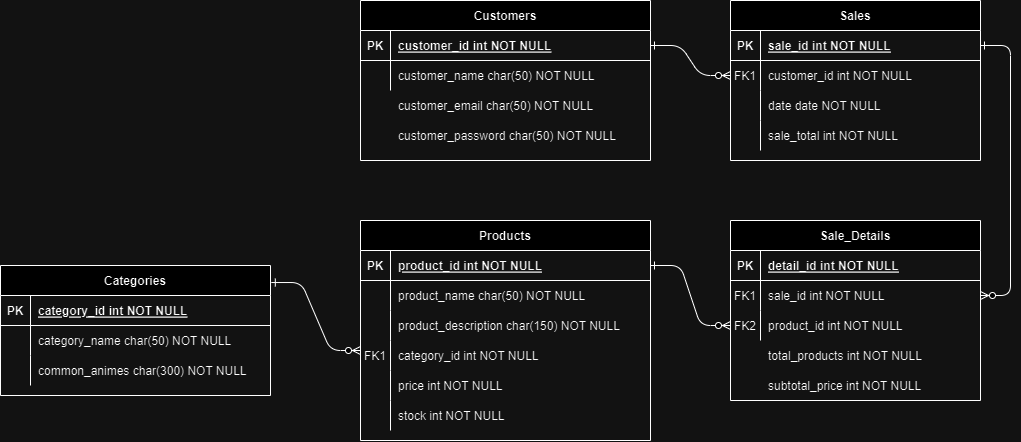 Customers
PK customer_id int NOT NULL
customer_name char(50) NOT NULL
customer_email char(50) NOT NULL
customer_password char(50) NOT NULL
Sales
PK sale_id int NOT NULL
FK1 customer_id int NOT NULL
date date NOT NULL
sale_total int NOT NULL
Categories
PK category_id int NOT NULL
category_name char(50) NOT NULL
common_animes char(300) NOT NULL
Products
PK product_id int NOT NULL
product_name char(50) NOT NULL
product_description char(150) NOT NULL
FK1 category_id int NOT NULL
price int NOT NULL
stock int NOT NULL
Sale_Details
PK detail_id int NOT NULL
FK1 sale_id int NOT NULL
FK2 product_id int NOT NULL
total_products int NOT NULL
subtotal_price int NOT NULL